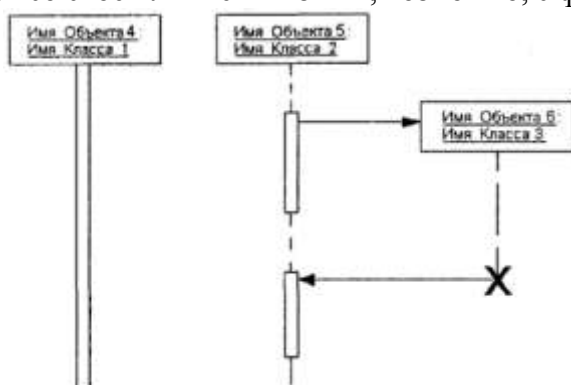 Имя Объекта 4 :
Имя Класса 1
Имя Объекта 5 :
Имя Класса 2
Имя Объекта 6 :
Имя Класса 3